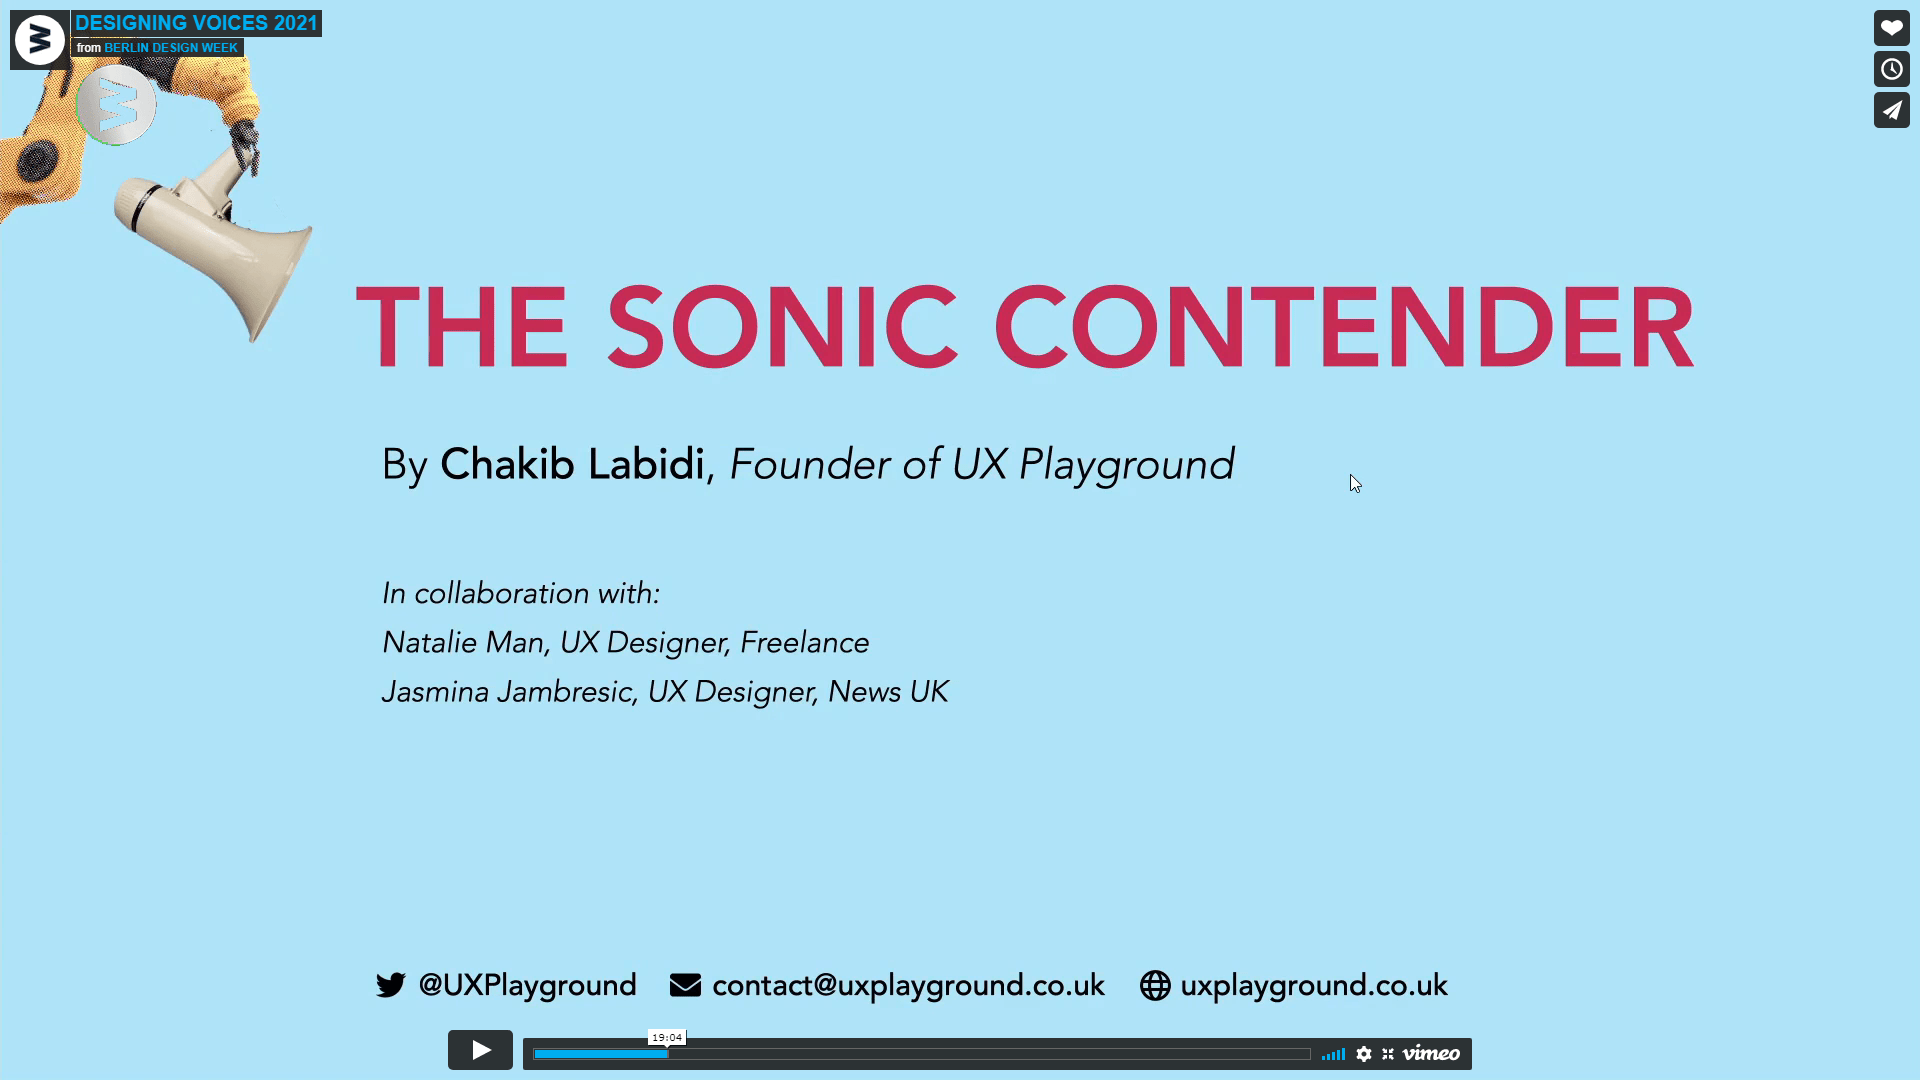 DESIGNING VOICES 2021
from BERLIN DESIGN WEEK
THE SONIC CONTENDER
By Chakib Labidi, Founder of UX Playground
In collaboration with:
Natalie Man, UX Designer, Freelance
Jasmina Jambresic, UX Designer, News UK
@UXPlayground contact@uxplayground.co.uk uxplayground.co.uk
19:04
vimeo